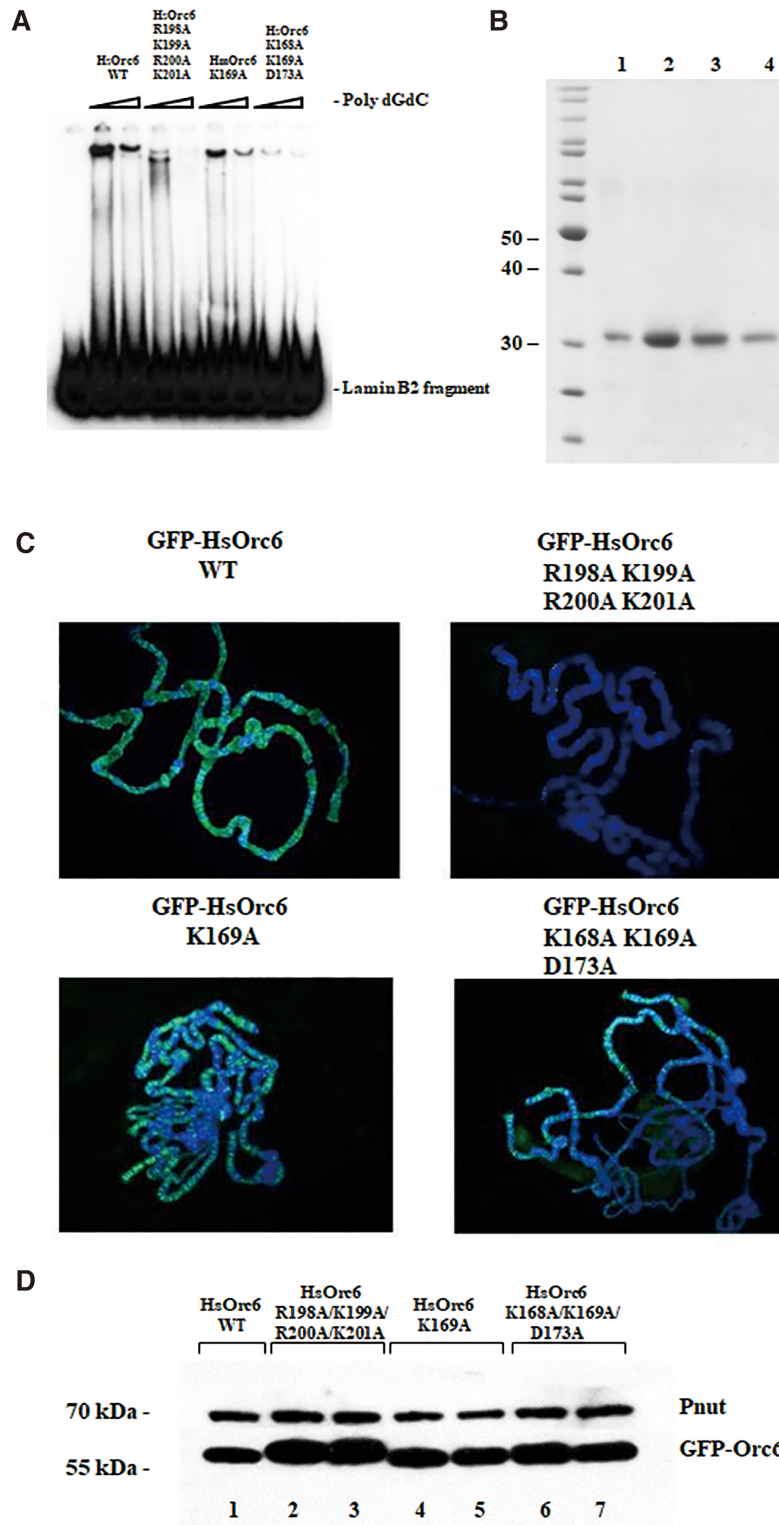 A
HsOrc6
WT
HsOrc6
R198A
K199A
R200A
K201A
HmOrc6
K169A
HsOrc6
K168A
K169A
D173A
- Poly dGdC
- Lamin B2 fragment
B
1 2 3 4
50 –
40 –
30 –
C
GFP-HsOrc6
WT
GFP-HsOrc6
R198A K199A
R200A K201A
GFP-HsOrc6
K169A
GFP-HsOrc6
K168A K169A
D173A
D
HsOrc6
WT
HsOrc6
R198A/K199A/
R200A/K201A
HsOrc6
K169A
HsOrc6
K168A/K169A/
D173A
70 kDa -
55 kDa -
Pnut
GFP-Orc6
1 2 3 4 5 6 7